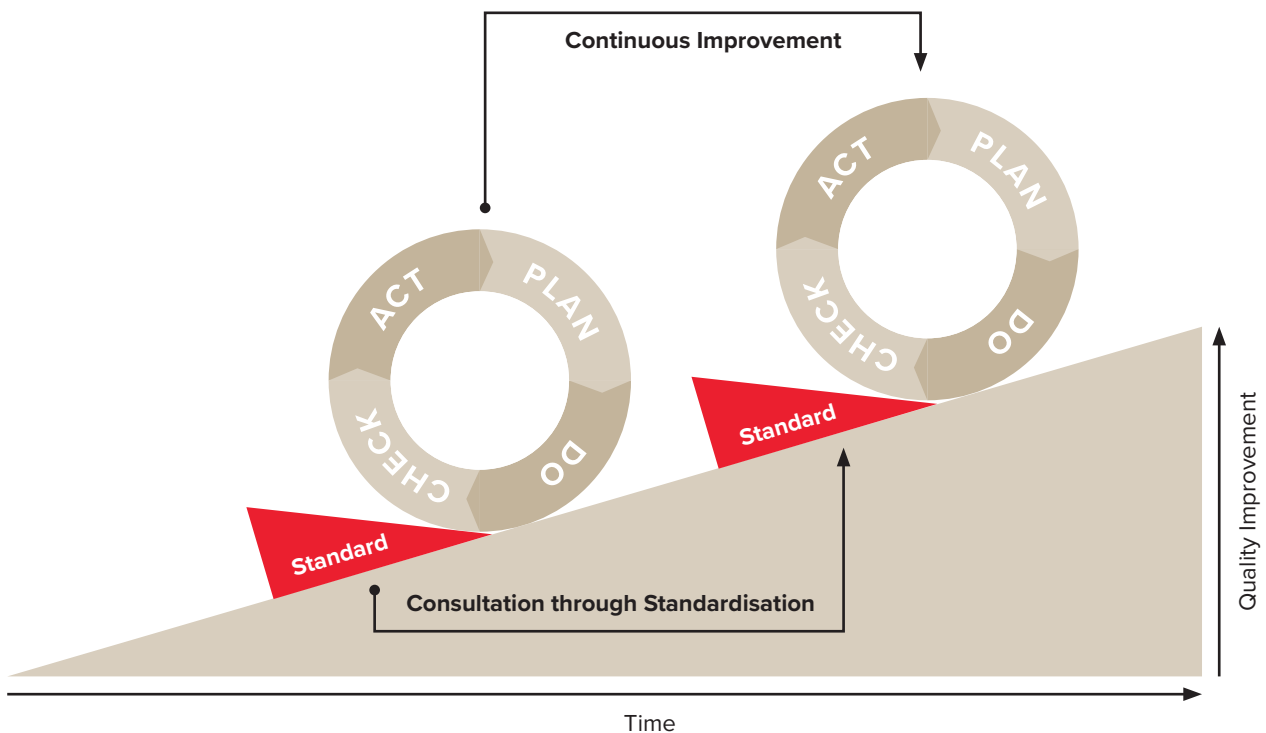 Continuous Improvement
ACT
PLAN
CHECK
DO
ACT
PLAN
CHECK
DO
Standard
Standard
Consultation through Standardisation
Quality Improvement
Time